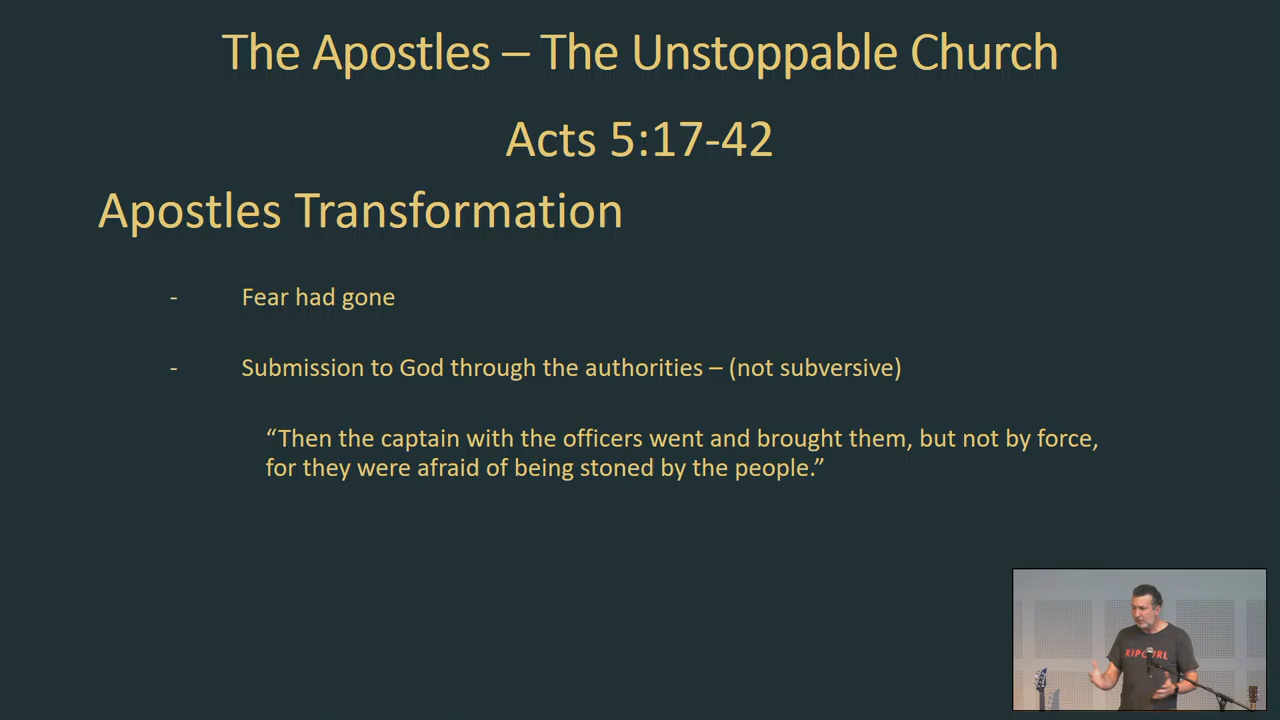 The Apostles – The Unstoppable Church
Acts 5:17-42
Apostles Transformation
- Fear had gone
- Submission to God through the authorities – (not subversive)
“Then the captain with the officers went and brought them, but not by force,
for they were afraid of being stoned by the people.”